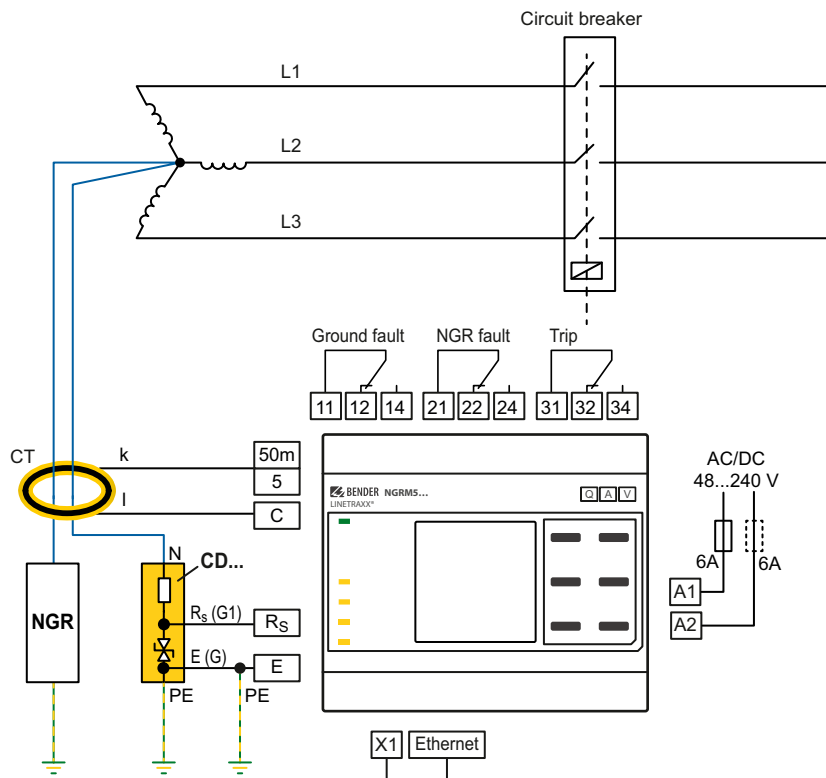 Circuit breaker
L1
L2
L3
Ground fault
NGR fault
Trip
11 12 14 21 22 24 31 32 34
CT
k
50m
5
l
C
BENDER NGRM5...
LINETRAXX®
Q A V
AC/DC
48...240 V
6A
6A
A1
A2
N
CD...
NGR
Rs (G1)
RS
E (G)
E
PE
PE
X1
Ethernet